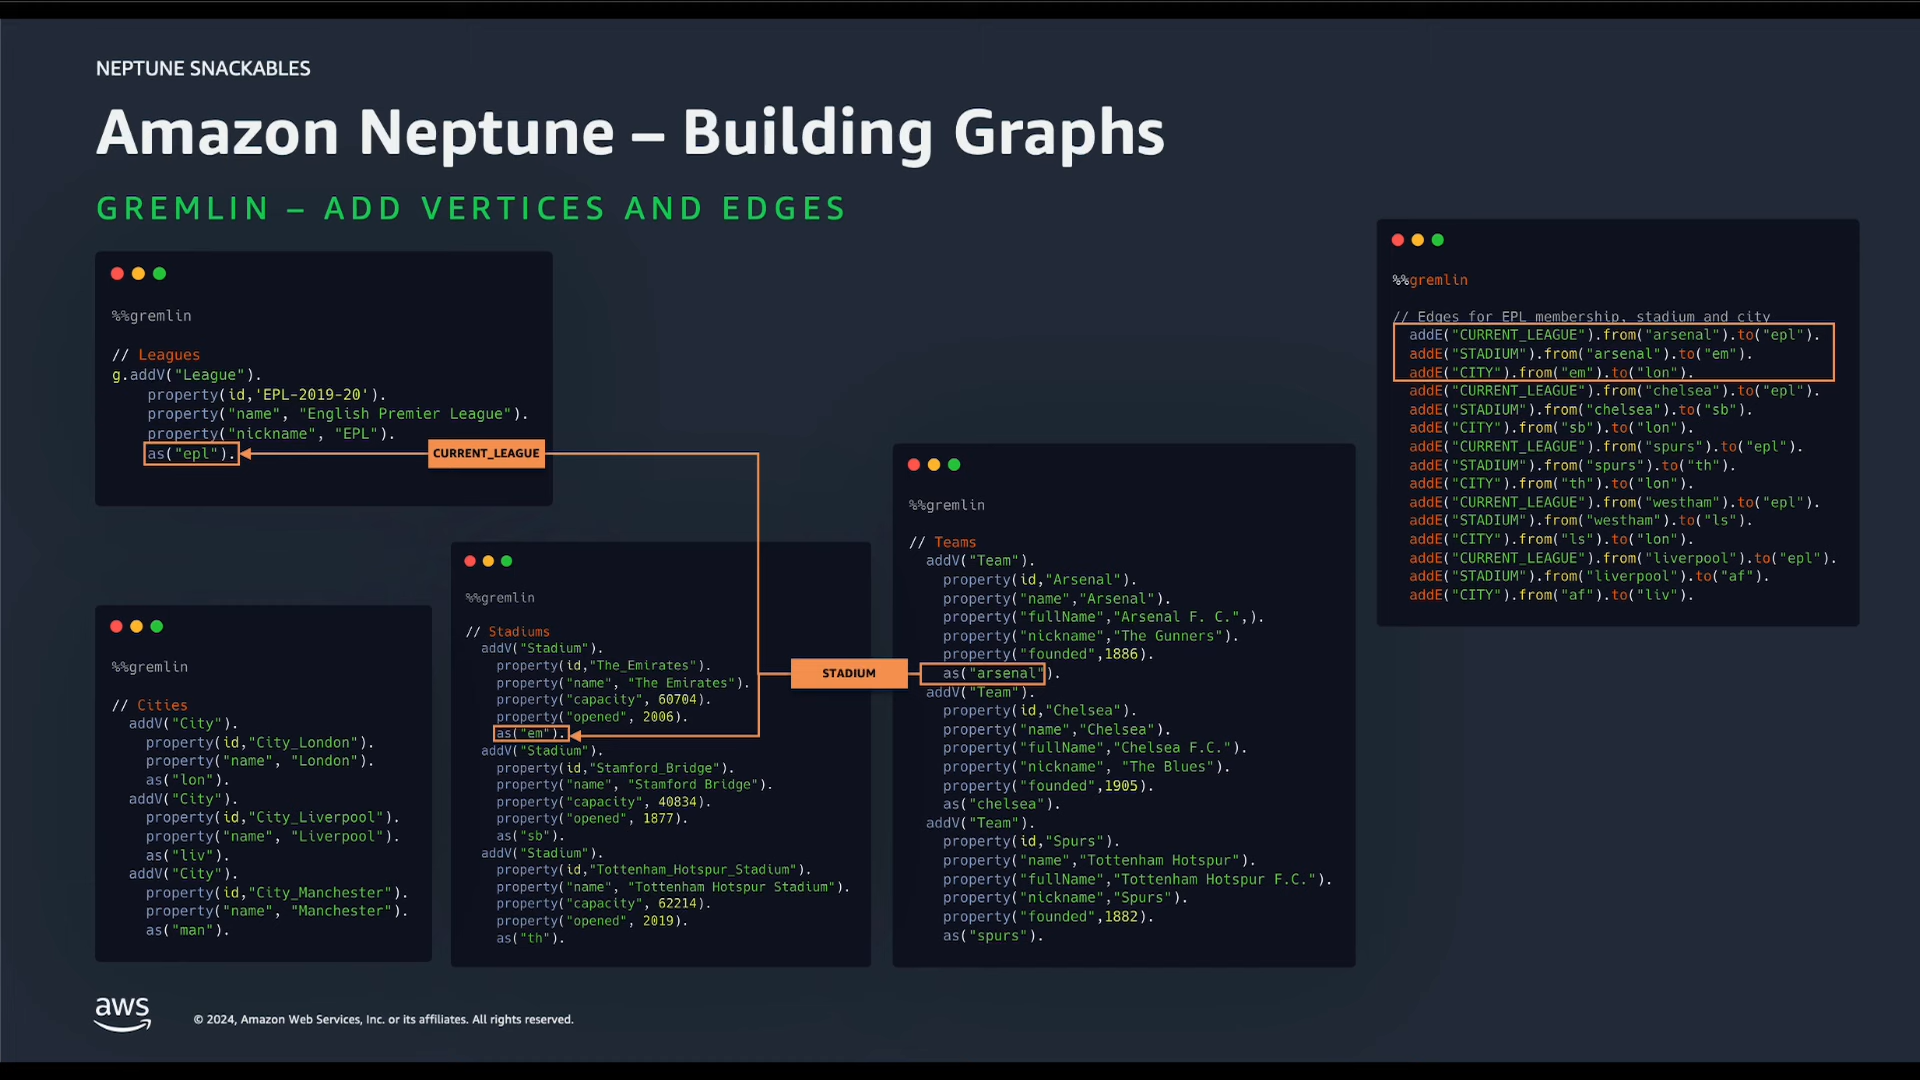 NEPTUNE SNACKABLES
Amazon Neptune – Building Graphs
GREMLIN – ADD VERTICES AND EDGES
%%gremlin
// Leagues
g.addV("League").
property(id,'EPL-2019-20').
property("name", "English Premier League").
property("nickname", "EPL").
as("epl").
CURRENT_LEAGUE
%%gremlin
// Cities
addV("City").
property(id,"City_London").
property("name", "London").
as("lon").
addV("City").
property(id,"City_Liverpool").
property("name", "Liverpool").
as("liv").
addV("City").
property(id,"City_Manchester").
property("name", "Manchester").
as("man").
%%gremlin
// Stadiums
addV("Stadium").
property(id,"The_Emirates").
property("name", "The Emirates").
property("capacity", 60704).
property("opened", 2006).
as("em").
addV("Stadium").
property(id,"Stamford_Bridge").
property("name", "Stamford Bridge").
property("capacity", 40834).
property("opened", 1877).
as("sb").
addV("Stadium").
property(id,"Tottenham_Hotspur_Stadium").
property("name", "Tottenham Hotspur Stadium").
property("capacity", 62214).
property("opened", 2019).
as("th").
STADIUM
%%gremlin
// Teams
addV("Team").
property(id,"Arsenal").
property("name","Arsenal").
property("fullName","Arsenal F. C.",).
property("nickname","The Gunners").
property("founded",1886).
as("arsenal").
addV("Team").
property(id,"Chelsea").
property("name","Chelsea").
property("fullName","Chelsea F.C.").
property("nickname", "The Blues").
property("founded",1905).
as("chelsea").
addV("Team").
property(id,"Spurs").
property("name","Tottenham Hotspur").
property("fullName","Tottenham Hotspur F.C.").
property("nickname","Spurs").
property("founded",1882).
as("spurs").
%%gremlin
// Edges for EPL membership, stadium and city
addE("CURRENT_LEAGUE").from("arsenal").to("epl").
addE("STADIUM").from("arsenal").to("em").
addE("CITY").from("em").to("lon").
addE("CURRENT_LEAGUE").from("chelsea").to("epl").
addE("STADIUM").from("chelsea").to("sb").
addE("CITY").from("sb").to("lon").
addE("CURRENT_LEAGUE").from("spurs").to("epl").
addE("STADIUM").from("spurs").to("th").
addE("CITY").from("th").to("lon").
addE("CURRENT_LEAGUE").from("westham").to("epl").
addE("STADIUM").from("westham").to("ls").
addE("CITY").from("ls").to("lon").
addE("CURRENT_LEAGUE").from("liverpool").to("epl").
addE("STADIUM").from("liverpool").to("af").
addE("CITY").from("af").to("liv").
aws
© 2024, Amazon Web Services, Inc. or its affiliates. All rights reserved.